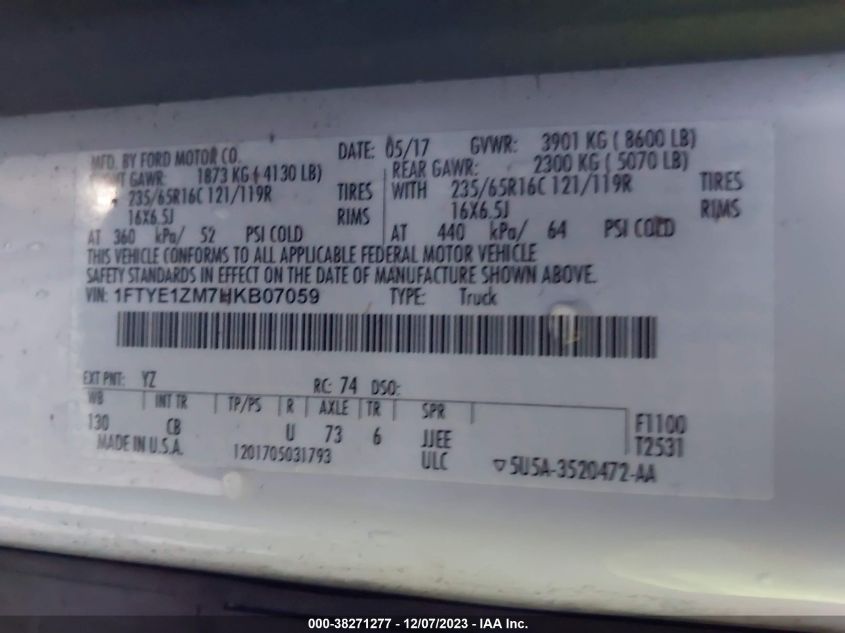 MFD. BY FORD MOTOR CO. DATE: 05/17 GVWR: 3901 KG ( 8600 LB)
FRONT GAWR: 1873 KG ( 4130 LB) REAR GAWR: 2300 KG ( 5070 LB)
235/65R16C 121/119R TIRES WITH 235/65R16C 121/119R TIRES
16X6.5J RIMS 16X6.5J RIMS
AT 360 kPa/ 52 PSI COLD AT 440 kPa/ 64 PSI COLD
THIS VEHICLE CONFORMS TO ALL APPLICABLE FEDERAL MOTOR VEHICLE
SAFETY STANDARDS IN EFFECT ON THE DATE OF MANUFACTURE SHOWN ABOVE.
VIN: 1FTYE1ZM7HKB07059 TYPE: Truck
EXT PNT: YZ RC: 74 DSO:
WB INT TR TP/PS R AXLE TR SPR
130 CB U 73 6 JJEE F1100
MADE IN U.S.A. 1201705031793 ULC T2531
5U5A-3520472-AA
000-38271277 - 12/07/2023 - IAA Inc.